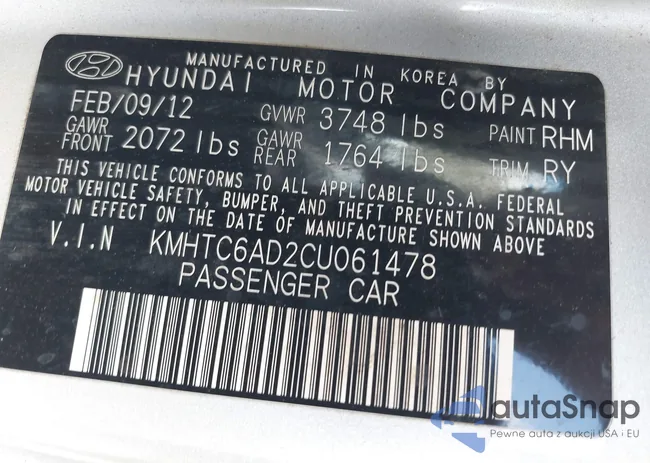 MANUFACTURED IN KOREA BY
HYUNDAI MOTOR COMPANY
FEB/09/12 GVWR 3748 lbs PAINT RHM
GAWR FRONT 2072 lbs GAWR REAR 1764 lbs TRIM RY
THIS VEHICLE CONFORMS TO ALL APPLICABLE U.S.A. FEDERAL
MOTOR VEHICLE SAFETY, BUMPER, AND THEFT PREVENTION STANDARDS
IN EFFECT ON THE DATE OF MANUFACTURE SHOWN ABOVE
V.I.N KMHTC6AD2CU061478
PASSENGER CAR
autaSnap
Pewne auta z aukcji USA i EU